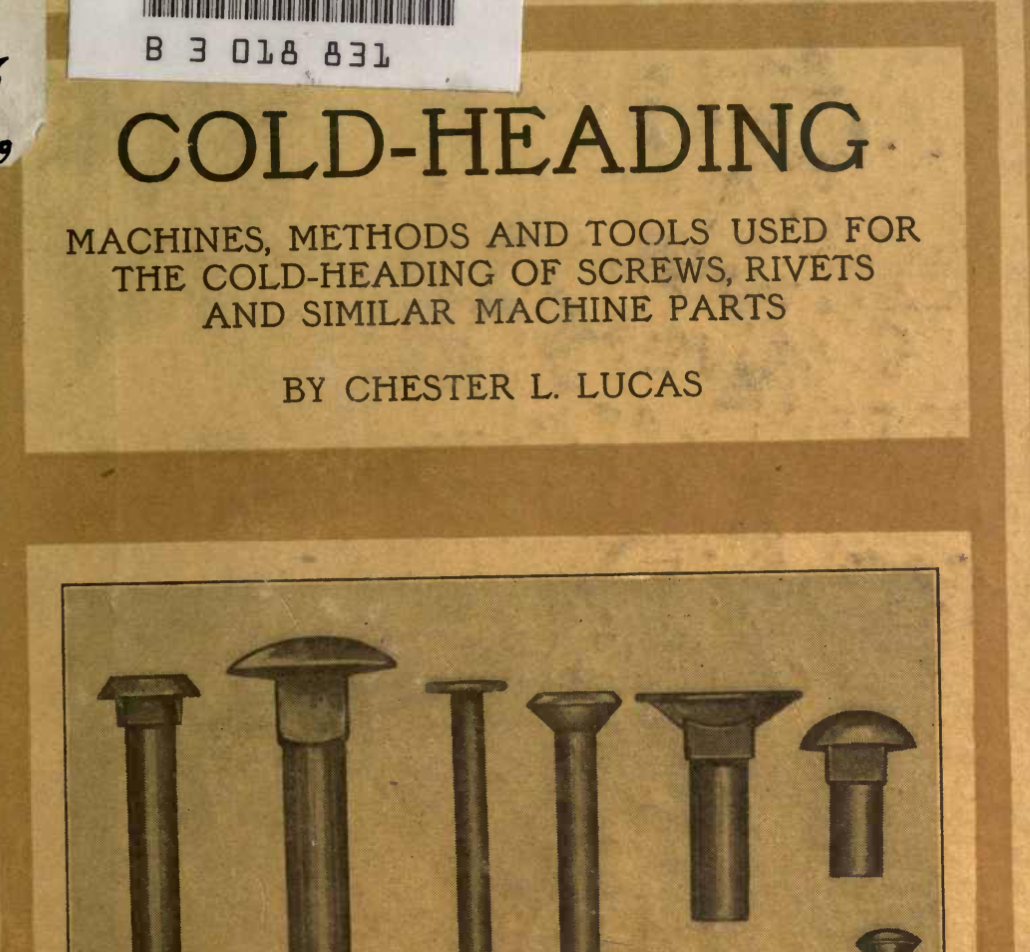 B 3 018 831
COLD-HEADING
MACHINES, METHODS AND TOOLS USED FOR
THE COLD-HEADING OF SCREWS, RIVETS
AND SIMILAR MACHINE PARTS
BY CHESTER L. LUCAS